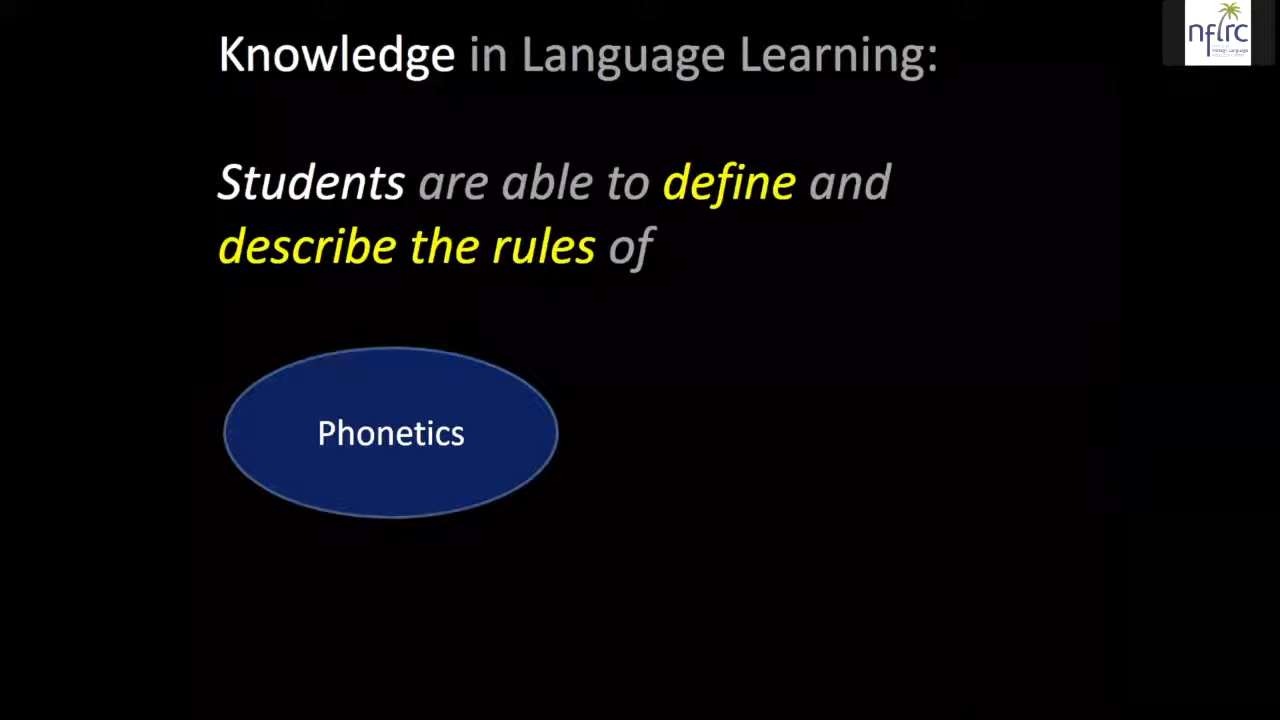 Knowledge in Language Learning:
nflrc
Students are able to define and
describe the rules of
Phonetics